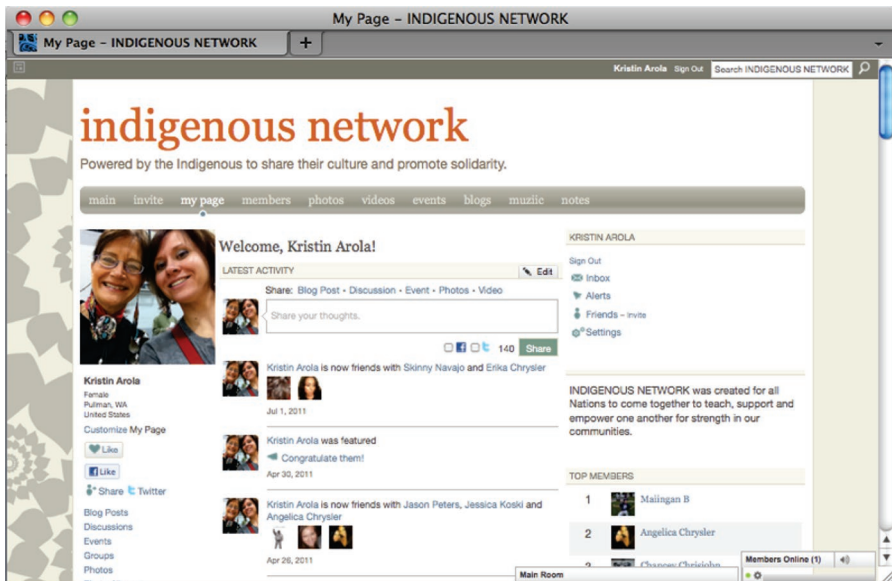 My Page – INDIGENOUS NETWORK
My Page – INDIGENOUS NETWORK
+
Kristin Arola Sign Out Search INDIGENOUS NETWORK
indigenous network
Powered by the Indigenous to share their culture and promote solidarity.
main invite my page members photos videos events blogs muziic notes
Kristin Arola
Female
Pulman, WA
United States
Customize My Page
Like
Like
Share Twitter
Blog Posts
Discussions
Events
Groups
Photos
Welcome, Kristin Arola!
LATEST ACTIVITY Edit
Share: Blog Post • Discussion • Event • Photos • Video
Share your thoughts.
140 Share
Kristin Arola is now friends with Skinny Navajo and Erika Chrysler
Jul 1, 2011
Kristin Arola was featured
Congratulate them!
Apr 30, 2011
Kristin Arola is now friends with Jason Peters, Jessica Koski and
Angelica Chrysler
Apr 26, 2011
KRISTIN AROLA
Sign Out
Inbox
Alerts
Friends – Invite
Settings
INDIGENOUS NETWORK was created for all
Nations to come together to teach, support and
empower one another for strength in our
communities.
TOP MEMBERS
1 Maiingan B
2 Angelica Chrysler
Main Room
Members Online (1)